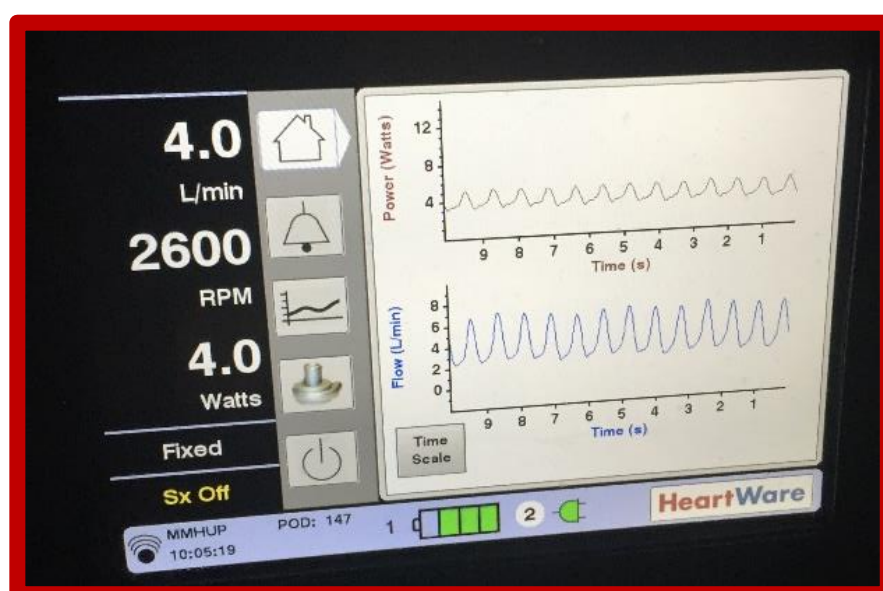 4.0
L/min
2600
RPM
4.0
Watts
Fixed
Sx Off
Power (Watts)
12
8
4
9 8 7 6 5 4 3 2 1
Time (s)
Flow (L/min)
8
6
4
2
0
9 8 7 6 5 4 3 2 1
Time (s)
Time
Scale
MMHUP
10:05:19
POD: 147
1
2
HeartWare